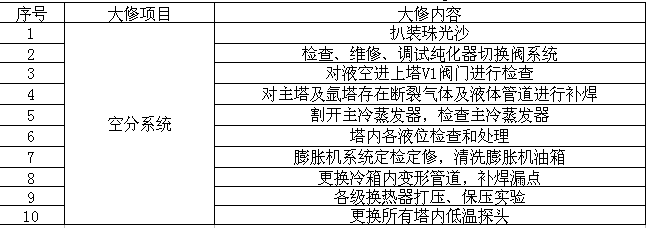 序号 大修项目 大修内容
1 扒装珠光沙
2 检查、维修、调试纯化器切换阀系统
3 对液空进上塔V1阀门进行检查
4 对主塔及氩塔存在断裂气体及液体管道进行补焊
5 空分系统 割开主冷蒸发器，检查主冷蒸发器
6 塔内各液位检查和处理
7 膨胀机系统定检定修，清洗膨胀机油箱
8 更换冷箱内变形管道，补焊漏点
9 各级换热器打压、保压实验
10 更换所有塔内低温探头